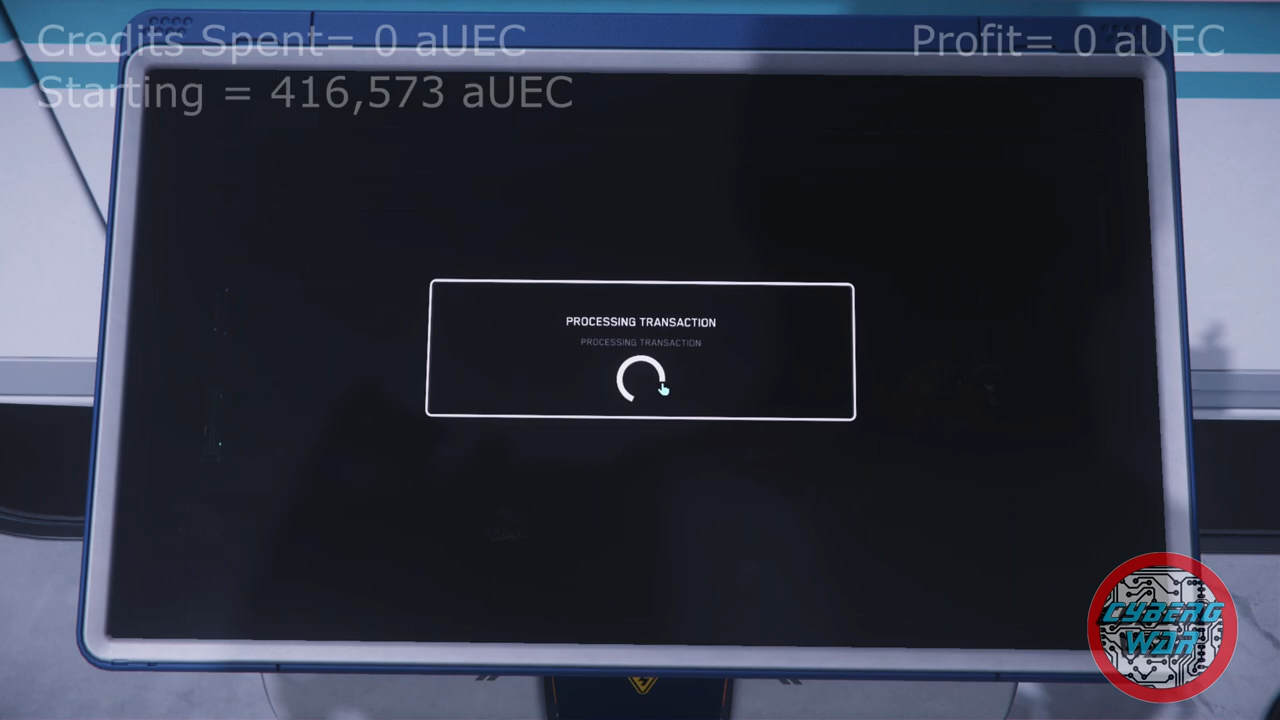 Credits Spent= 0 aUEC
Profit= 0 aUEC
Starting = 416,573 aUEC
PROCESSING TRANSACTION
PROCESSING TRANSACTION
CYBERG
WAR